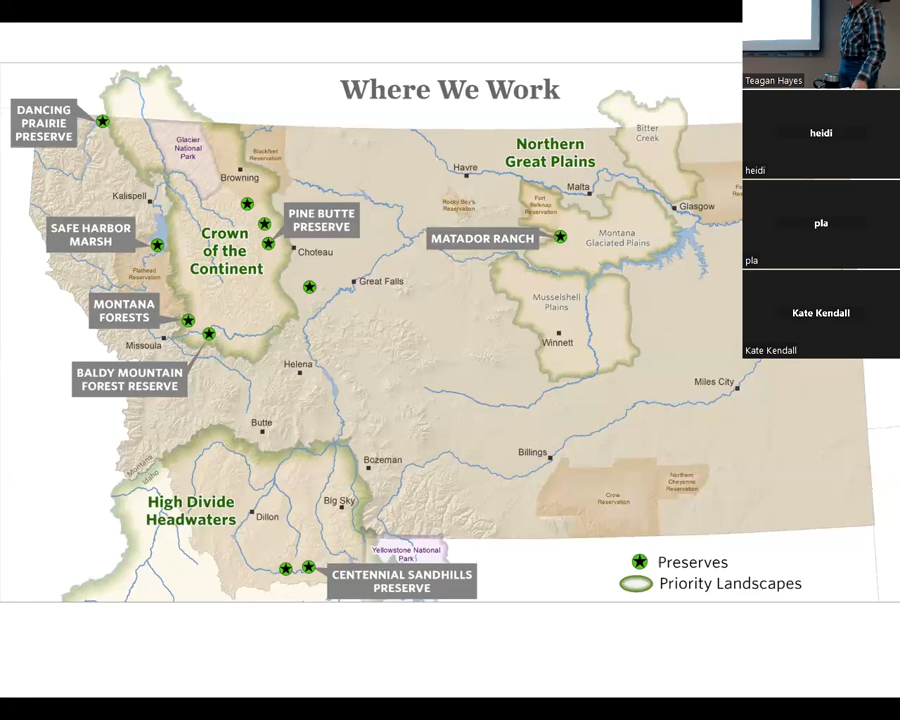 Where We Work
Teagan Hayes
heidi
heidi
pla
pla
Kate Kendall
Kate Kendall
DANCING
PRAIRIE
PRESERVE
Glacier
National
Park
Blackfeet
Reservation
Browning
Kalispell
SAFE HARBOR
MARSH
Flathead
Reservation
Crown
of the
Continent
PINE BUTTE
PRESERVE
Choteau
Great Falls
MONTANA
FORESTS
Missoula
BALDY MOUNTAIN
FOREST RESERVE
Helena
Butte
Northern
Great Plains
Bitter
Creek
Havre
Rocky Boy's
Reservation
Malta
Fort
Belknap
Reservation
Glasgow
MATADOR RANCH
Montana
Glaciated Plains
Musselshell
Plains
Winnett
Miles City
Billings
Crow
Reservation
Northern
Cheyenne
Reservation
Montana
Idaho
High Divide
Headwaters
Dillon
Bozeman
Big Sky
Yellowstone National
Park
CENTENNIAL SANDHILLS
PRESERVE
Preserves
Priority Landscapes